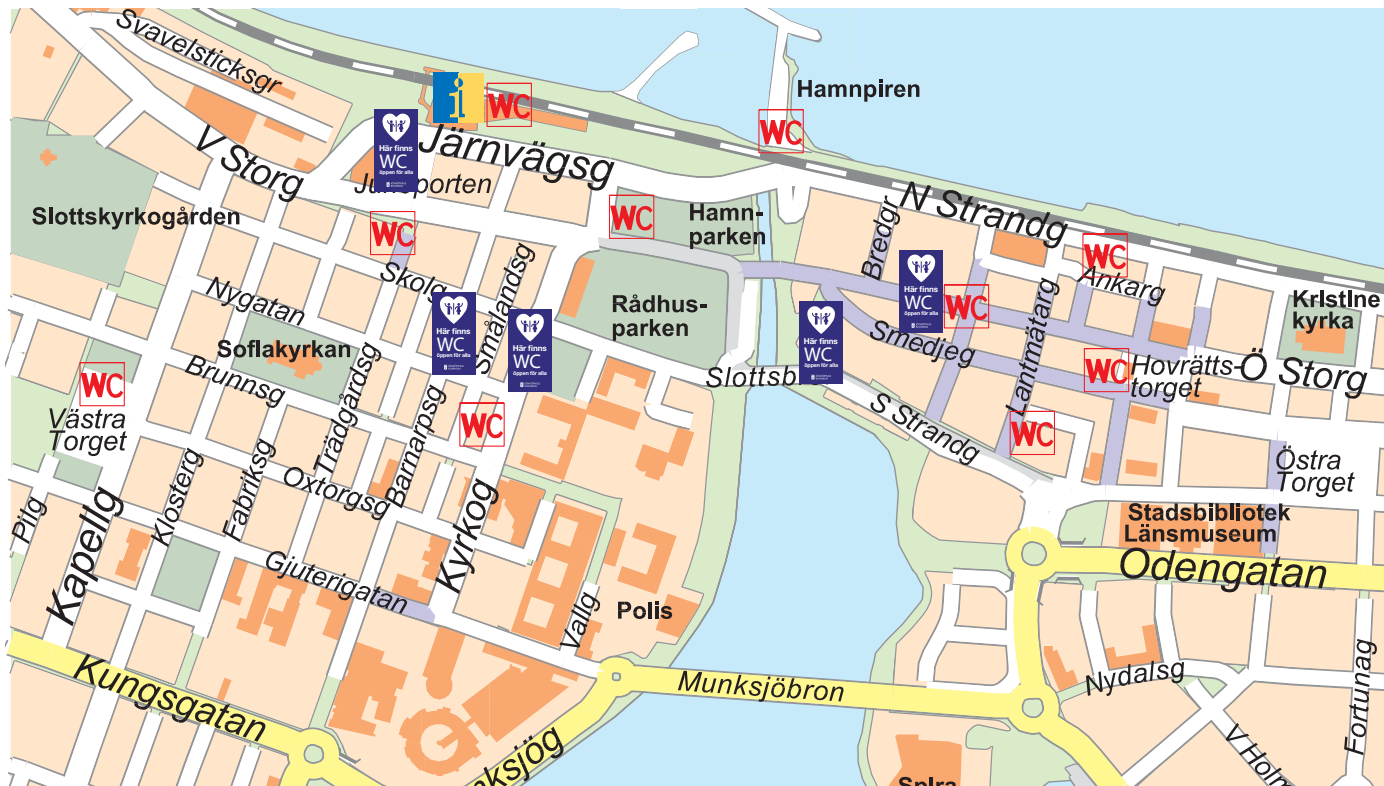 Svavelsticksgr
i
WC
Hamnpiren
WC
Här finns
WC
öppen för alla
Järnvägsg
V Storg
Juneporten
WC
Hamn-
parken
N Strandg
Bredgr
Slottskyrkogården
WC
WC
Ankarg
Skolg
Smålandsg
Nygatan
Rådhus-
parken
Här finns
WC
öppen för alla
WC
Lantmätarg
Kristine
kyrka
Här finns
WC
öppen för alla
Här finns
WC
öppen för alla
Här finns
WC
öppen för alla
Smedjeg
Sofiakyrkan
Brunnsg
Trädgårdsg
WC
Hovrätts-
torget
Ö Storg
WC
Västra
Torget
Barnarpsg
WC
S Strandg
WC
Östra
Torget
Klosterg
Fabriksg
Oxtorgsg
Pilg
Kapellg
Kyrkog
Stadsbibliotek
Länsmuseum
Odengatan
Gjuterigatan
Vallg
Polis
Kungsgatan
Munksjöbron
Nydalsg
Fortunag
V Holm
nksjög
Spira